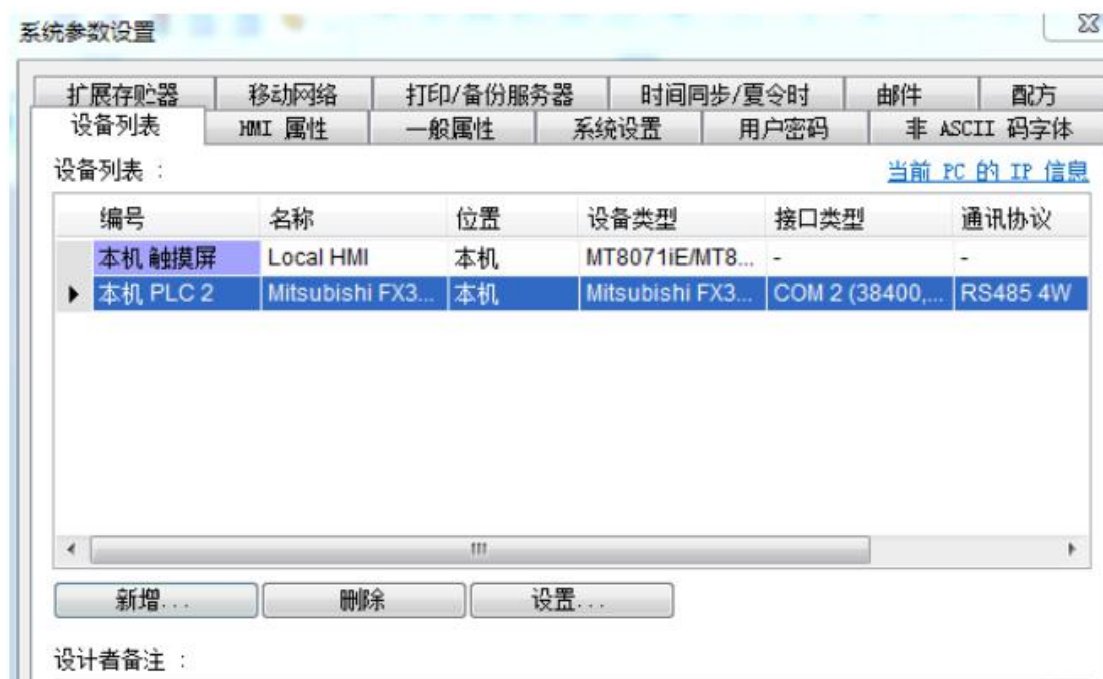 系统参数设置
扩展存贮器 移动网络 打印/备份服务器 时间同步/夏令时 邮件 配方
设备列表 HMI 属性 一般属性 系统设置 用户密码 非 ASCII 码字体
设备列表 : 当前 PC 的 IP 信息
编号 名称 位置 设备类型 接口类型 通讯协议
本机 触摸屏 Local HMI 本机 MT8071iE/MT8... - -
本机 PLC 2 Mitsubishi FX3... 本机 Mitsubishi FX3... COM 2 (38400,... RS485 4W
新增... 删除 设置...
设计者备注 :